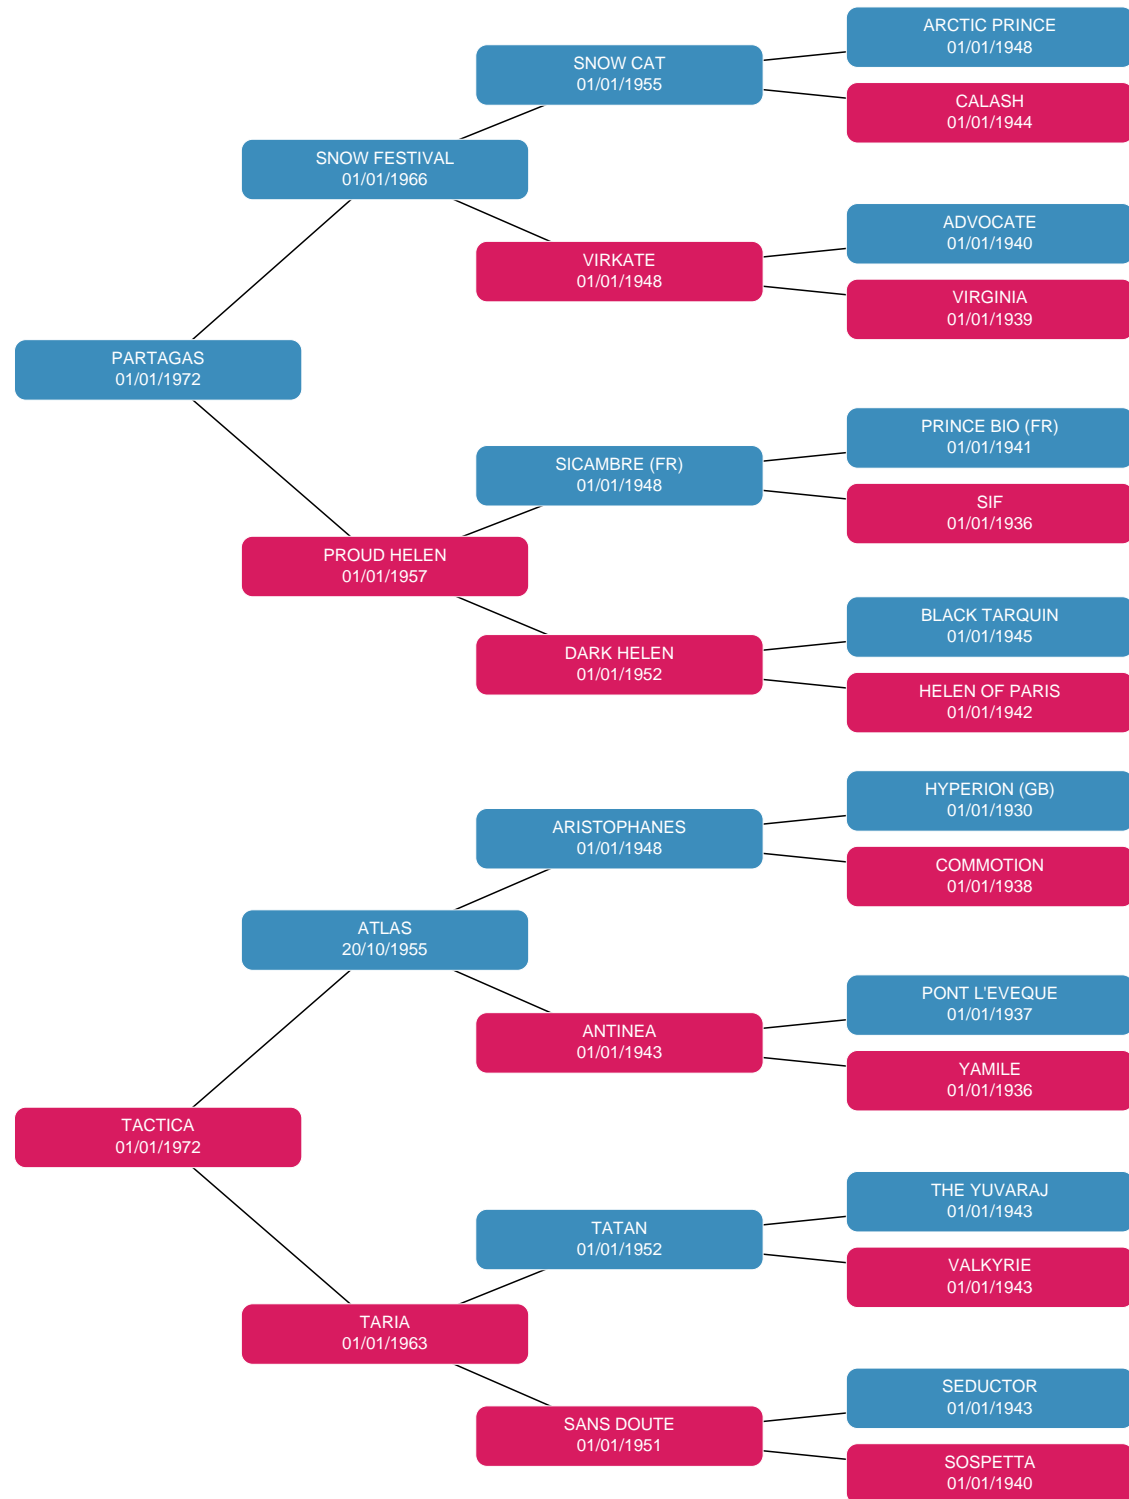 ARCTIC PRINCE
01/01/1948
SNOW CAT
01/01/1955
CALASH
01/01/1944
SNOW FESTIVAL
01/01/1966
ADVOCATE
01/01/1940
VIRKATE
01/01/1948
VIRGINIA
01/01/1939
PARTAGAS
01/01/1972
PRINCE BIO (FR)
01/01/1941
SICAMBRE (FR)
01/01/1948
SIF
01/01/1936
PROUD HELEN
01/01/1957
BLACK TARQUIN
01/01/1945
DARK HELEN
01/01/1952
HELEN OF PARIS
01/01/1942
HYPERION (GB)
01/01/1930
ARISTOPHANES
01/01/1948
COMMOTION
01/01/1938
ATLAS
20/10/1955
PONT L'EVEQUE
01/01/1937
ANTINEA
01/01/1943
YAMILE
01/01/1936
TACTICA
01/01/1972
THE YUVARAJ
01/01/1943
TATAN
01/01/1952
VALKYRIE
01/01/1943
TARIA
01/01/1963
SEDUCTOR
01/01/1943
SANS DOUTE
01/01/1951
SOSPETTA
01/01/1940